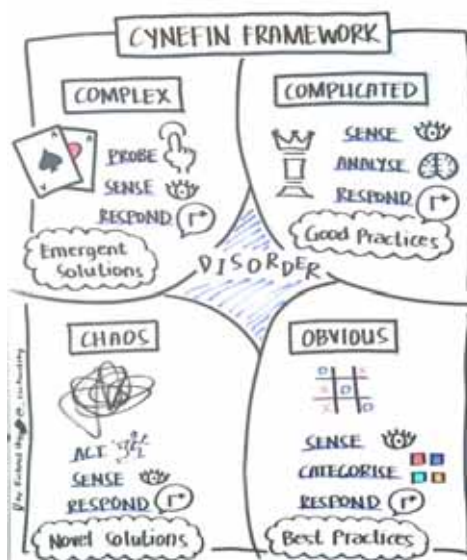 CYNEFIN FRAMEWORK
COMPLEX
PROBE
SENSE
RESPOND
Emergent
Solutions
COMPLICATED
SENSE
ANALYSE
RESPOND
Good Practices
DISORDER
CHAOS
ACT
SENSE
RESPOND
Novel Solutions
OBVIOUS
X
O
X
O
X
O
SENSE
CATEGORISE
RESPOND
Best Practices